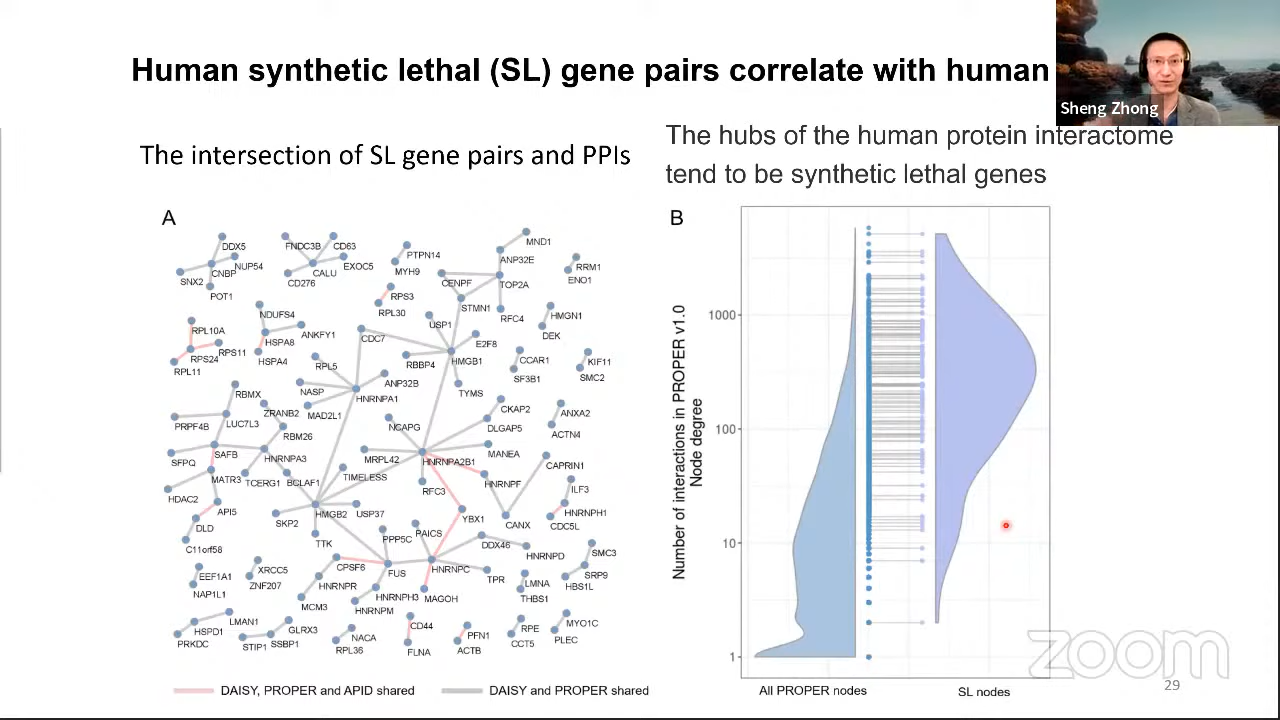 Human synthetic lethal (SL) gene pairs correlate with human
Sheng Zhong
The intersection of SL gene pairs and PPIs
The hubs of the human protein interactome
tend to be synthetic lethal genes
A
DDX5
FNDC3B
CD63
MND1
NUP54
SNX2
CNBP
POT1
CD276
CALU
EXOC5
PTPN14
MYH9
CENPF
ANP32E
TOP2A
RRM1
ENO1
RPS3
RPL30
STMN1
RFC4
HMGN1
DEK
NDUFS4
USP1
RPL10A
RPS24
RPS11
RPL11
HSPA8
ANKFY1
HSPA4
CDC7
E2F8
RPL5
RBBP4
HMGB1
CCAR1
SF3B1
KIF11
SMC2
RBMX
NASP
ANP32B
HNRNPA1
TYMS
ZRANB2
MAD2L1
CKAP2
ANXA2
PRPF4B
LUC7L3
RBM26
NCAPG
DLGAP5
ACTN4
SFPQ
SAFB
HNRNPA3
MRPL42
HNRNPA2B1
MANEA
CAPRIN1
MATR3
TCERG1
BCLAF1
TIMELESS
RFC3
HNRNPF
ILF3
HDAC2
API5
HMGB2
USP37
YBX1
CANX
HNRNPH1
CDC5L
DLD
SKP2
C11orf58
TTK
PPP5C
PAICS
DDX46
HNRNPD
SMC3
EEF1A1
XRCC5
CPSF6
FUS
HNRNPC
TPR
LMNA
SRP9
NAP1L1
ZNF207
HNRNPR
HNRNPH3
MAGOH
THBS1
HBS1L
MCM3
HNRNPM
LMAN1
GLRX3
CD44
PFN1
RPE
MYO1C
HSPD1
PRKDC
STIP1
SSBP1
NACA
RPL36
FLNA
ACTB
CCT5
PLEC
DAISY, PROPER and APID shared
DAISY and PROPER shared
B
Number of interactions in PROPER v1.0
Node degree
1000
100
10
1
All PROPER nodes
SL nodes
zoom
29